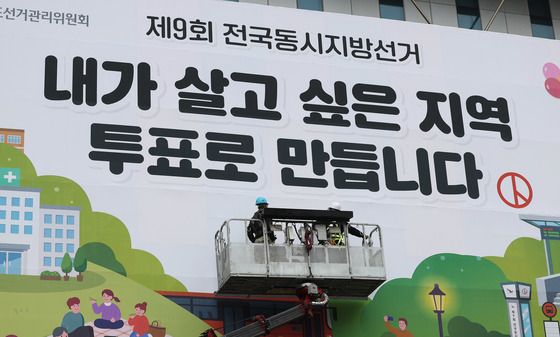 선거관리위원회
제9회 전국동시지방선거
내가 살고 싶은 지역
투표로 만듭니다